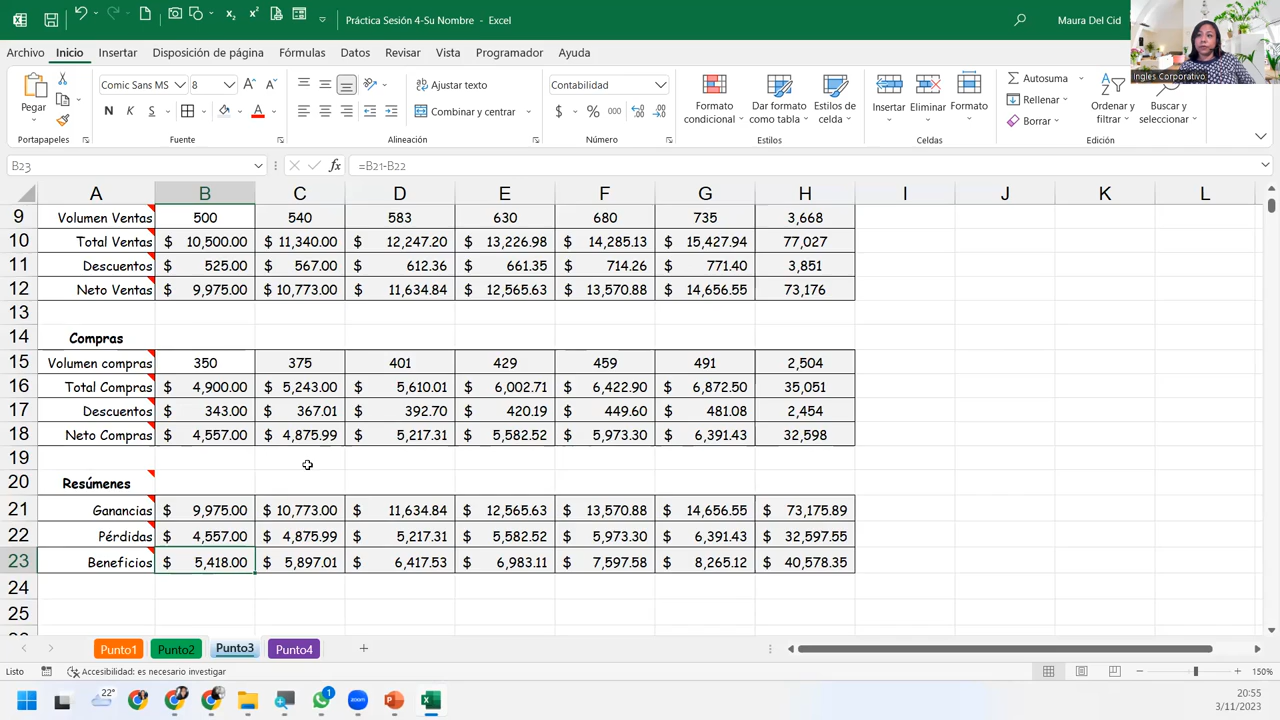 Práctica Sesión 4-Su Nombre - Excel
Maura Del Cid
Ingles Corporativo
Archivo Inicio Insertar Disposición de página Fórmulas Datos Revisar Vista Programador Ayuda
Pegar
Portapapeles
Comic Sans MS 8
N K S
Fuente
Ajustar texto
Combinar y centrar
Alineación
Contabilidad
$ % 000
Número
Formato condicional
Dar formato como tabla
Estilos de celda
Estilos
Insertar Eliminar Formato
Celdas
Autosuma
Rellenar
Borrar
Ordenar y filtrar
Buscar y seleccionar
Edición
B23 fx =B21-B22
A B C D E F G H I J K L
9 Volumen Ventas 500 540 583 630 680 735 3,668
10 Total Ventas $ 10,500.00 $ 11,340.00 $ 12,247.20 $ 13,226.98 $ 14,285.13 $ 15,427.94 77,027
11 Descuentos $ 525.00 $ 567.00 $ 612.36 $ 661.35 $ 714.26 $ 771.40 3,851
12 Neto Ventas $ 9,975.00 $ 10,773.00 $ 11,634.84 $ 12,565.63 $ 13,570.88 $ 14,656.55 73,176
13
14 Compras
15 Volumen compras 350 375 401 429 459 491 2,504
16 Total Compras $ 4,900.00 $ 5,243.00 $ 5,610.01 $ 6,002.71 $ 6,422.90 $ 6,872.50 35,051
17 Descuentos $ 343.00 $ 367.01 $ 392.70 $ 420.19 $ 449.60 $ 481.08 2,454
18 Neto Compras $ 4,557.00 $ 4,875.99 $ 5,217.31 $ 5,582.52 $ 5,973.30 $ 6,391.43 32,598
19
20 Resúmenes
21 Ganancias $ 9,975.00 $ 10,773.00 $ 11,634.84 $ 12,565.63 $ 13,570.88 $ 14,656.55 $ 73,175.89
22 Pérdidas $ 4,557.00 $ 4,875.99 $ 5,217.31 $ 5,582.52 $ 5,973.30 $ 6,391.43 $ 32,597.55
23 Beneficios $ 5,418.00 $ 5,897.01 $ 6,417.53 $ 6,983.11 $ 7,597.58 $ 8,265.12 $ 40,578.35
24
25
Punto1 Punto2 Punto3 Punto4
Listo Accesibilidad: es necesario investigar 150%
22° 1 zoom 20:55
3/11/2023